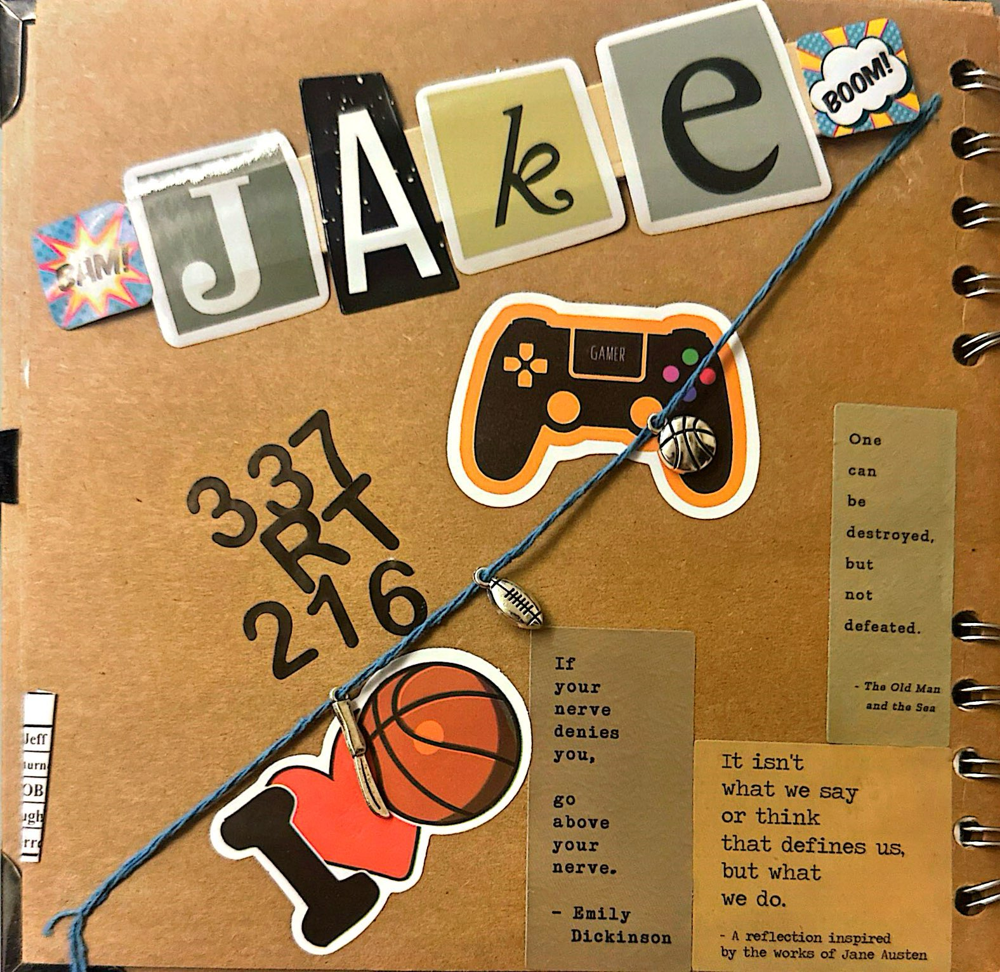 BAM! JAke BOOM!
GAMER
337
RT
216
One
can
be
destroyed,
but
not
defeated.
- The Old Man
and the Sea
If
your
nerve
denies
you,
go
above
your
nerve.
- Emily
Dickinson
It isn't
what we say
or think
that defines us,
but what
we do.
- A reflection inspired
by the works of Jane Austen
I
Jeff
OB